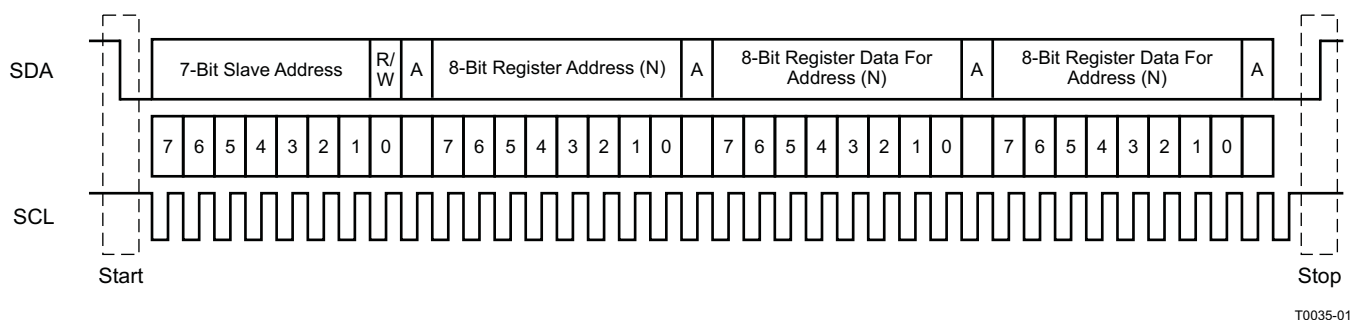 SDA
7-Bit Slave Address
R/
W
A
8-Bit Register Address (N)
A
8-Bit Register Data For
Address (N)
A
8-Bit Register Data For
Address (N)
A
7 6 5 4 3 2 1 0 7 6 5 4 3 2 1 0 7 6 5 4 3 2 1 0 7 6 5 4 3 2 1 0
SCL
Start
Stop
T0035-01